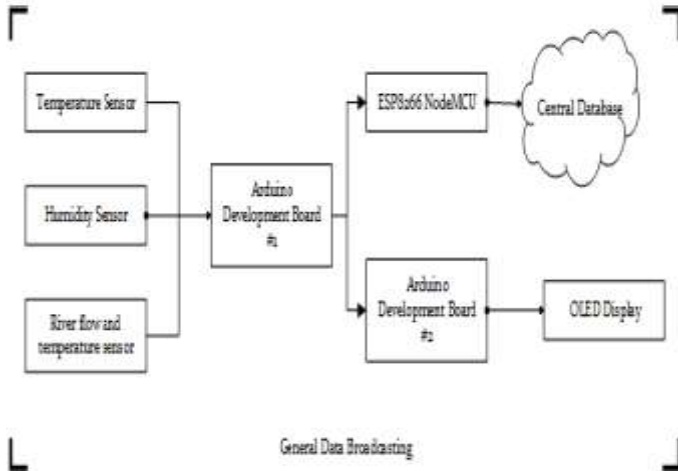 Temperature Sensor
Humidity Sensor
River flow and
temperature sensor
Arduino
Development Board
#1
ESP8266 NodeMCU
Central Database
Arduino
Development Board
#2
OLED Display
General Data Broadcasting